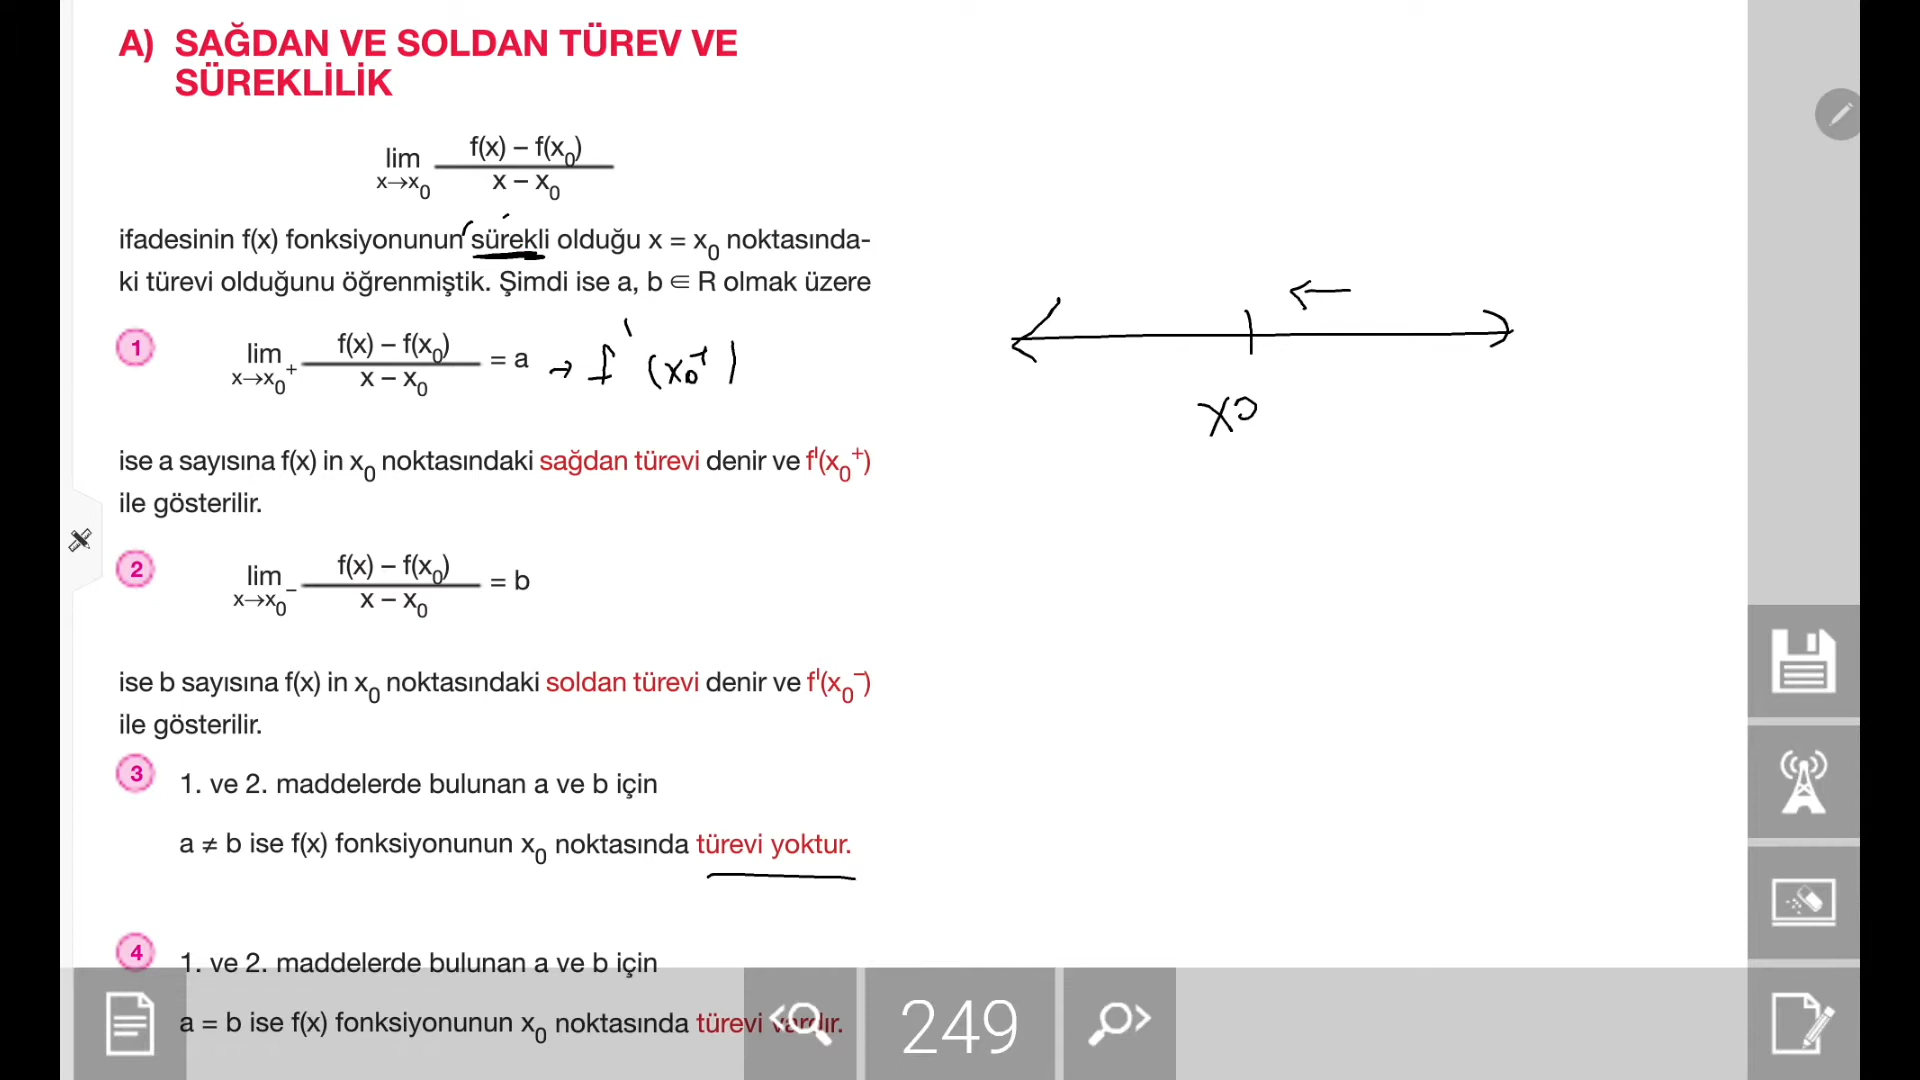 A) SAĞDAN VE SOLDAN TÜREV VE
SÜREKLİLİK
lim x→x₀ f(x) – f(x₀) / x – x₀
ifadesinin f(x) fonksiyonunun sürekli olduğu x = x₀ noktasında-
ki türevi olduğunu öğrenmiştik. Şimdi ise a, b ∈ R olmak üzere
1 lim x→x₀⁺ f(x) – f(x₀) / x – x₀ = a → f' (x₀⁺)
x₀
ise a sayısına f(x) in x₀ noktasındaki sağdan türevi denir ve f'(x₀⁺)
ile gösterilir.
2 lim x→x₀⁻ f(x) – f(x₀) / x – x₀ = b
ise b sayısına f(x) in x₀ noktasındaki soldan türevi denir ve f'(x₀⁻)
ile gösterilir.
3 1. ve 2. maddelerde bulunan a ve b için
a ≠ b ise f(x) fonksiyonunun x₀ noktasında türevi yoktur.
4 1. ve 2. maddelerde bulunan a ve b için
a = b ise f(x) fonksiyonunun x₀ noktasında türevi vardır.
249